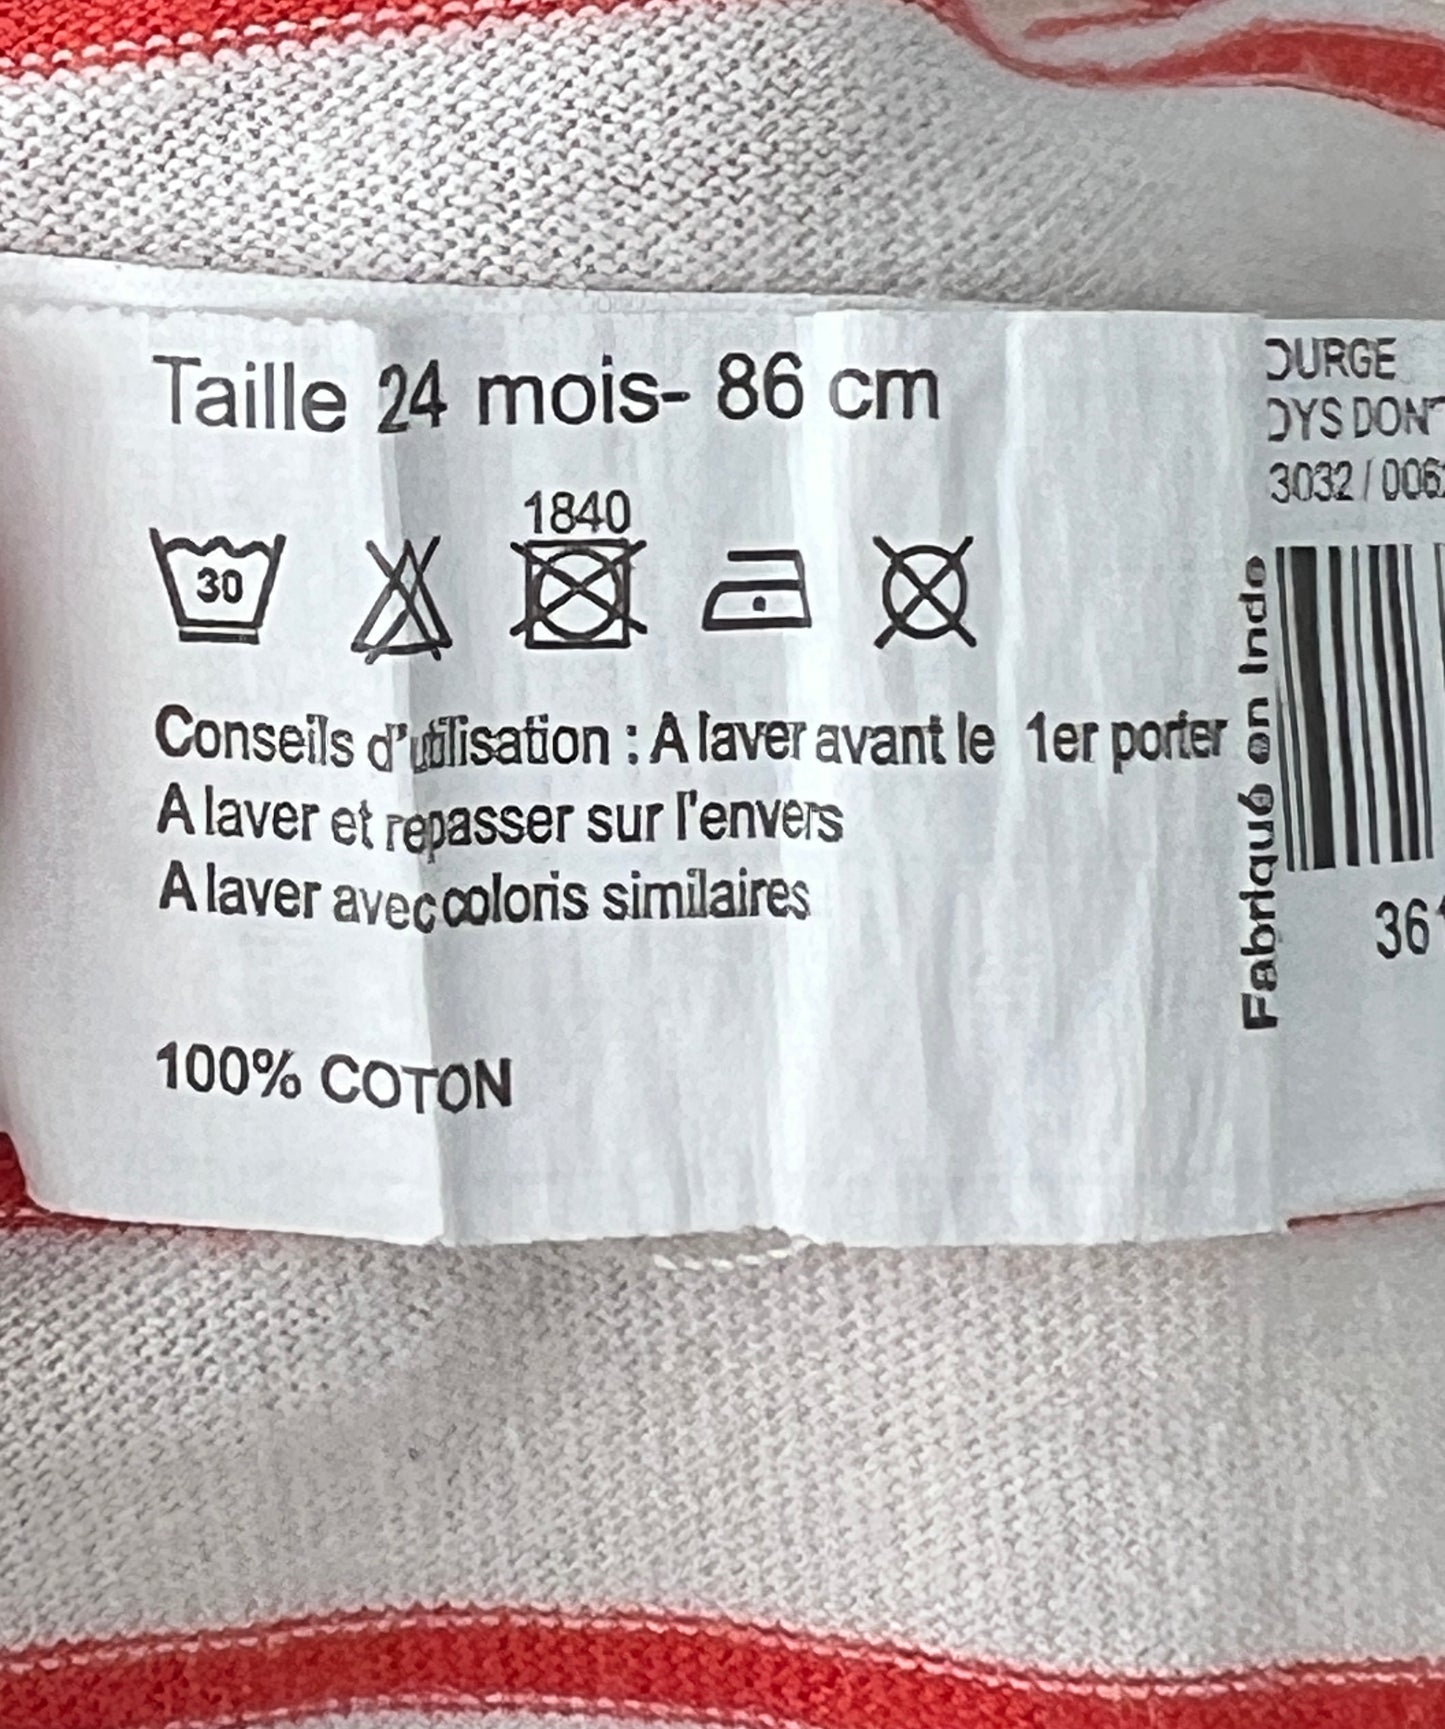 Taille 24 mois- 86 cm
1840
30
Conseils d'utilisation : A laver avant le 1er porter
A laver et repasser sur l'envers
A laver avec coloris similaires
100% COTON
Fabriqué en Inde
OURGE
OYS DON'T
3032 / 006
36